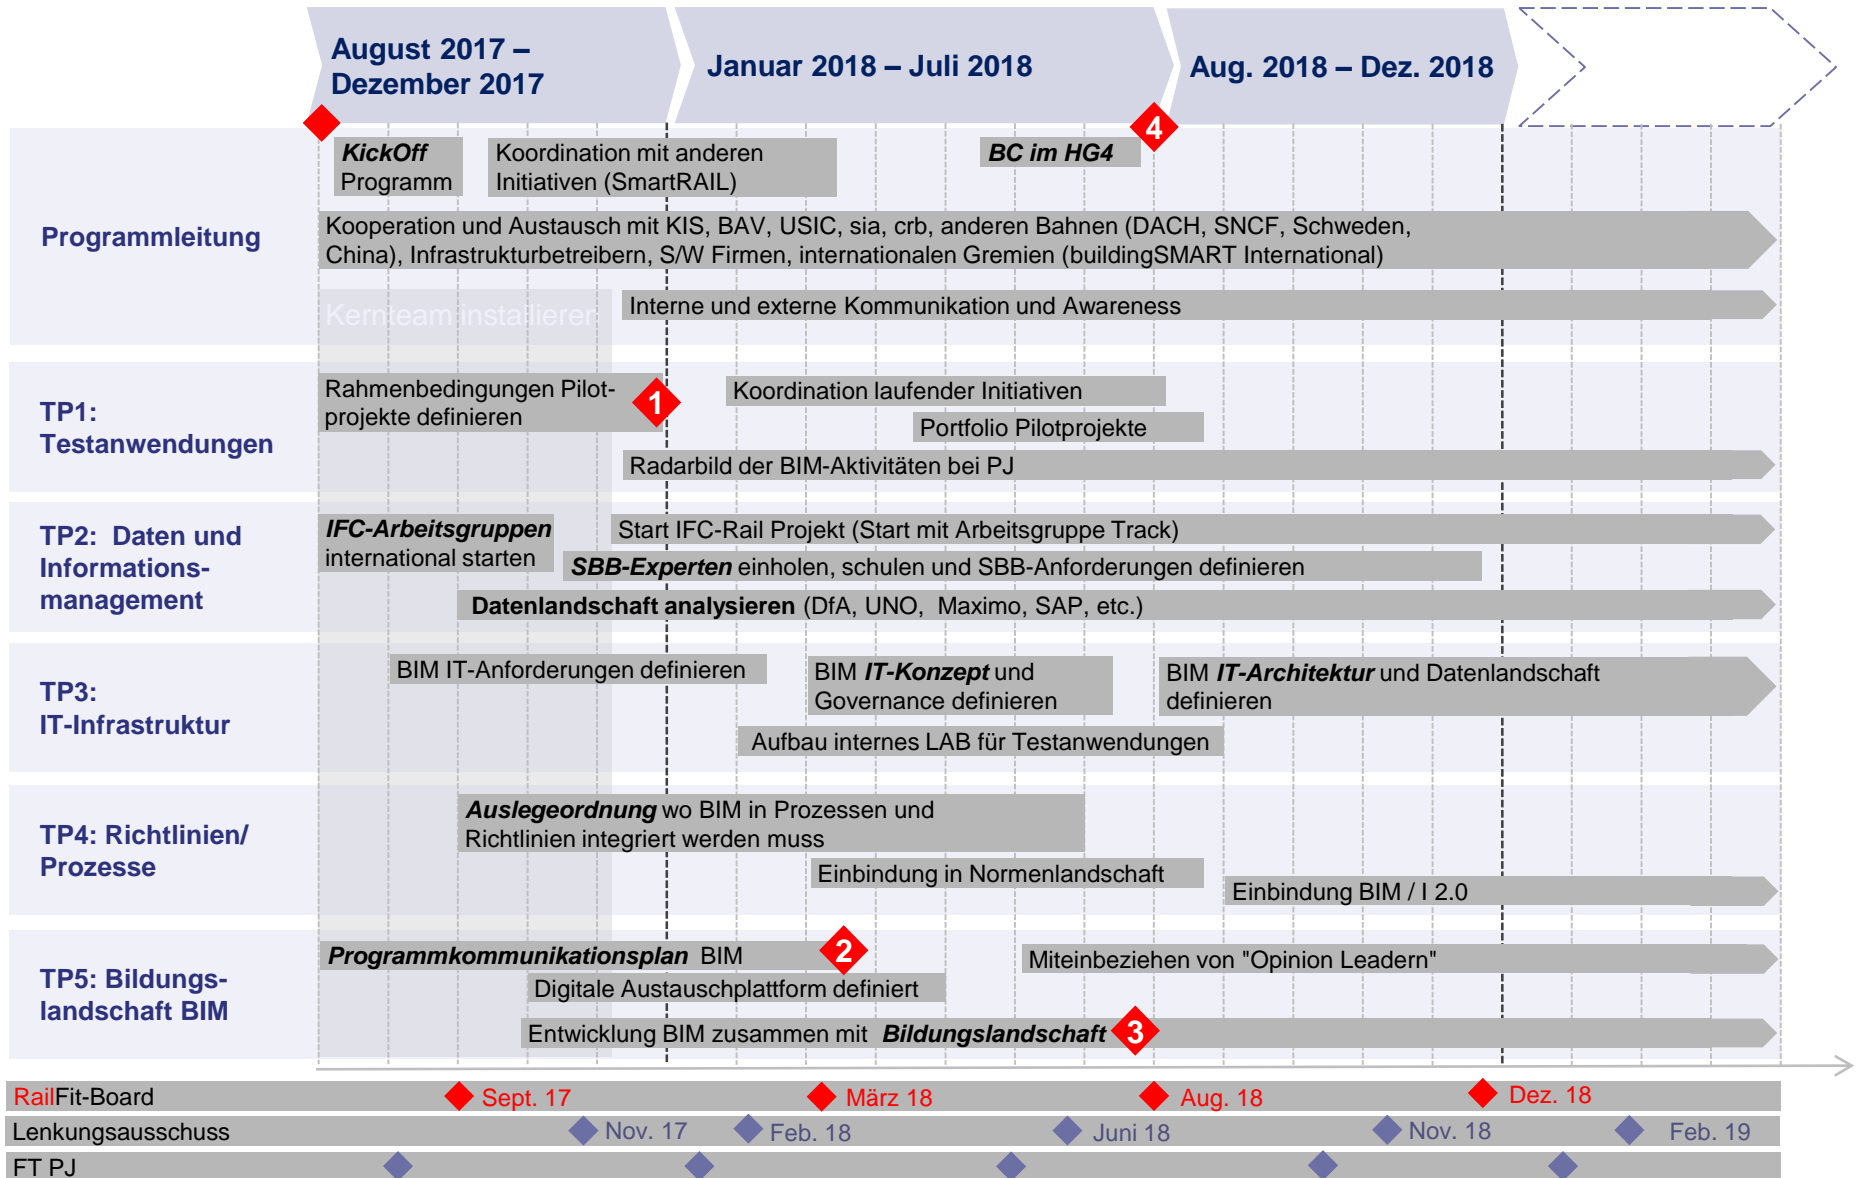 August 2017 –
Dezember 2017
Januar 2018 – Juli 2018
Aug. 2018 – Dez. 2018
Programmleitung
KickOff
Programm
Koordination mit anderen
Initiativen (SmartRAIL)
BC im HG4
4
Kooperation und Austausch mit KIS, BAV, USIC, sia, crb, anderen Bahnen (DACH, SNCF, Schweden,
China), Infrastrukturbetreibern, S/W Firmen, internationalen Gremien (buildingSMART International)
Kernteam installieren
Interne und externe Kommunikation und Awareness
TP1:
Testanwendungen
Rahmenbedingungen Pilot-
projekte definieren
1
Koordination laufender Initiativen
Portfolio Pilotprojekte
Radarbild der BIM-Aktivitäten bei PJ
TP2:  Daten und
Informations-
management
IFC-Arbeitsgruppen
international starten
Start IFC-Rail Projekt (Start mit Arbeitsgruppe Track)
SBB-Experten einholen, schulen und SBB-Anforderungen definieren
Datenlandschaft analysieren (DfA, UNO,  Maximo, SAP, etc.)
TP3:
IT-Infrastruktur
BIM IT-Anforderungen definieren
BIM IT-Konzept und
Governance definieren
BIM IT-Architektur und Datenlandschaft
definieren
Aufbau internes LAB für Testanwendungen
TP4: Richtlinien/
Prozesse
Auslegeordnung wo BIM in Prozessen und
Richtlinien integriert werden muss
Einbindung in Normenlandschaft
Einbindung BIM / I 2.0
TP5: Bildungs-
landschaft BIM
Programmkommunikationsplan  BIM
2
Miteinbeziehen von "Opinion Leadern"
Digitale Austauschplattform definiert
Entwicklung BIM zusammen mit  Bildungslandschaft
3
RailFit-Board
Sept. 17
März 18
Aug. 18
Dez. 18
Lenkungsausschuss
Nov. 17
Feb. 18
Juni 18
Nov. 18
Feb. 19
FT PJ